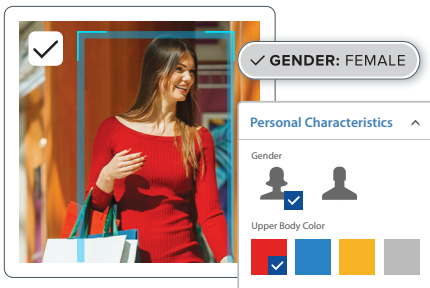 GENDER: FEMALE
Personal Characteristics
Gender
Upper Body Color